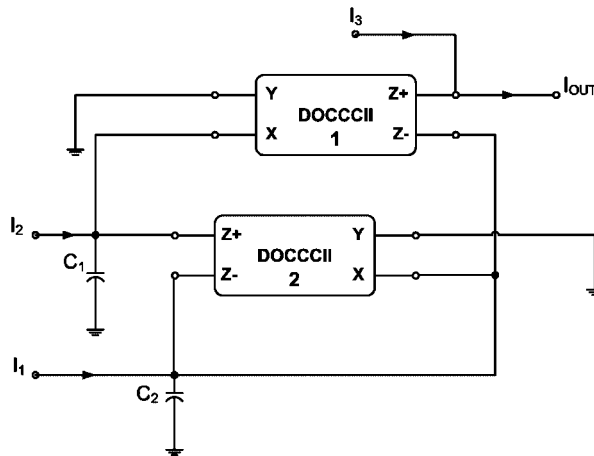 I3
Y Z+
DOCCCII
IOUT
X Z-
1
I2
Z+ Y
DOCCCII
C1
Z- X
2
I1
C2